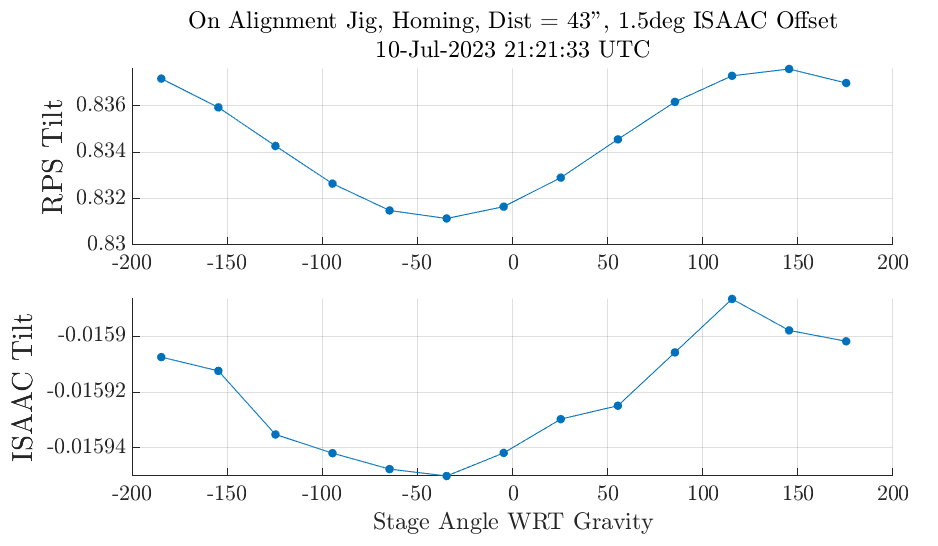 On Alignment Jig, Homing, Dist = 43”, 1.5deg ISAAC Offset
10-Jul-2023 21:21:33 UTC
RPS Tilt
0.836
0.834
0.832
0.83
-200 -150 -100 -50 0 50 100 150 200
ISAAC Tilt
-0.0159
-0.01592
-0.01594
-200 -150 -100 -50 0 50 100 150 200
Stage Angle WRT Gravity